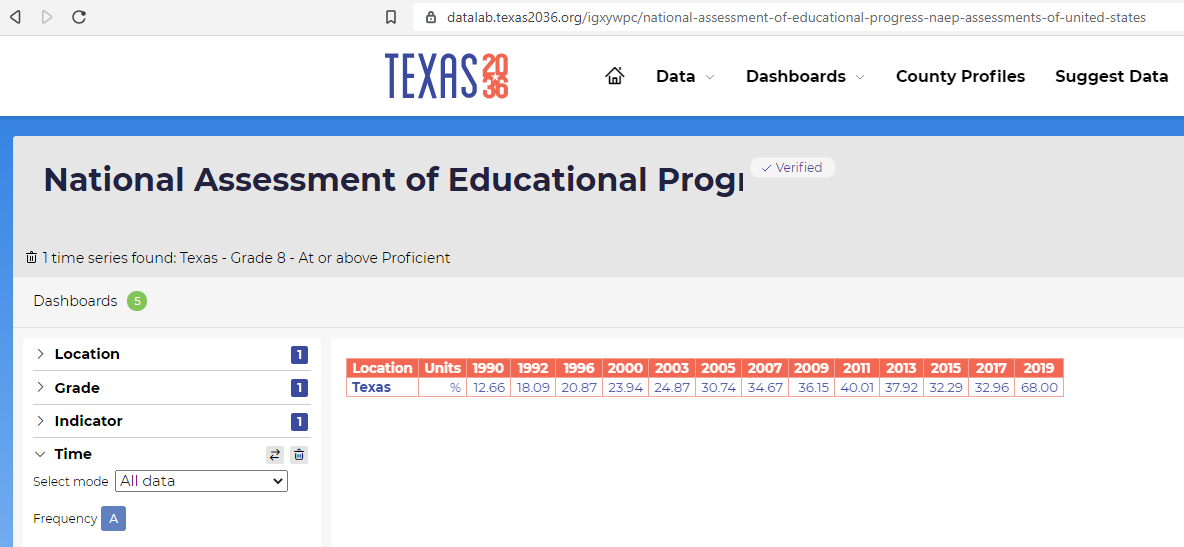 datalab.texas2036.org/igxywpc/national-assessment-of-educational-progress-naep-assessments-of-united-states
TEXAS 2036
Data
Dashboards
County Profiles
Suggest Data
National Assessment of Educational Progr
Verified
1 time series found: Texas - Grade 8 - At or above Proficient
Dashboards 5
Location 1
Grade 1
Indicator 1
Time
Select mode All data
Frequency A
Location Units 1990 1992 1996 2000 2003 2005 2007 2009 2011 2013 2015 2017 2019
Texas % 12.66 18.09 20.87 23.94 24.87 30.74 34.67 36.15 40.01 37.92 32.29 32.96 68.00